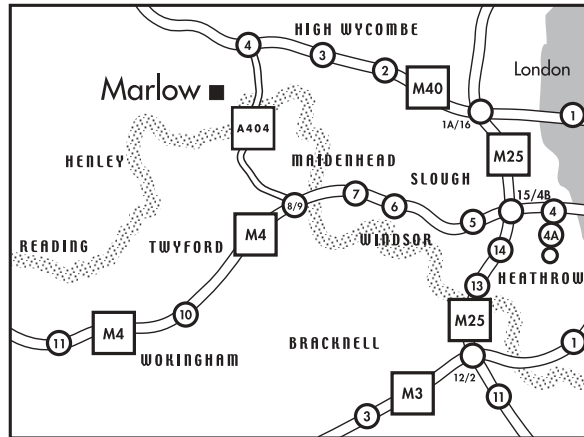 HIGH WYCOMBE
4
3
2
M40
London
1
1A/16
Marlow
A404
M25
HENLEY
MAIDENHEAD
SLOUGH
15/4B
8/9
7
6
5
4
4A
READING
TWYFORD
M4
WINDSOR
14
HEATHROW
13
10
M25
11
M4
WOKINGHAM
BRACKNELL
1
12/2
M3
11
3